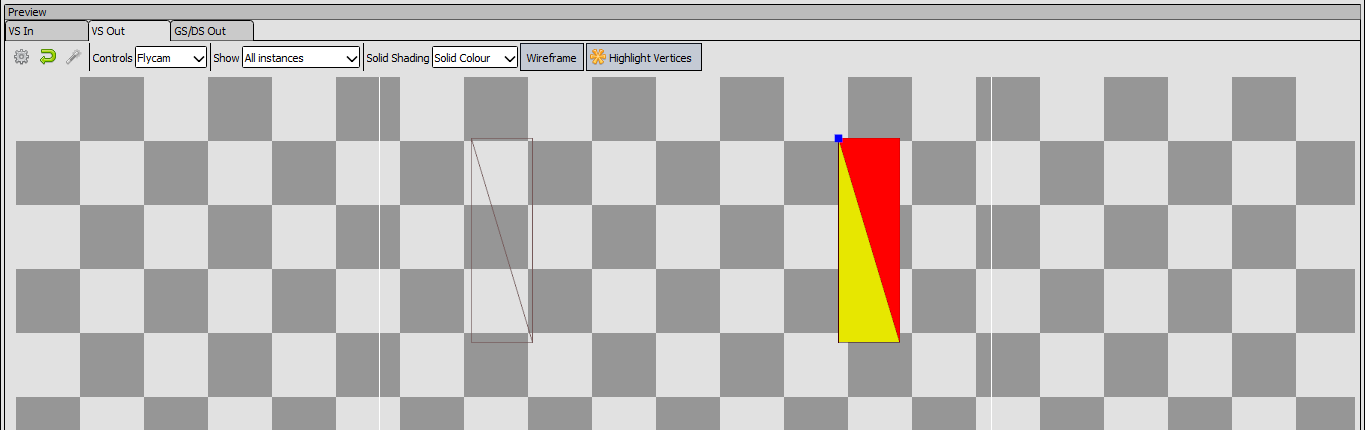 Preview
VS In VS Out GS/DS Out
Controls Flycam Show All instances Solid Shading Solid Colour Wireframe Highlight Vertices